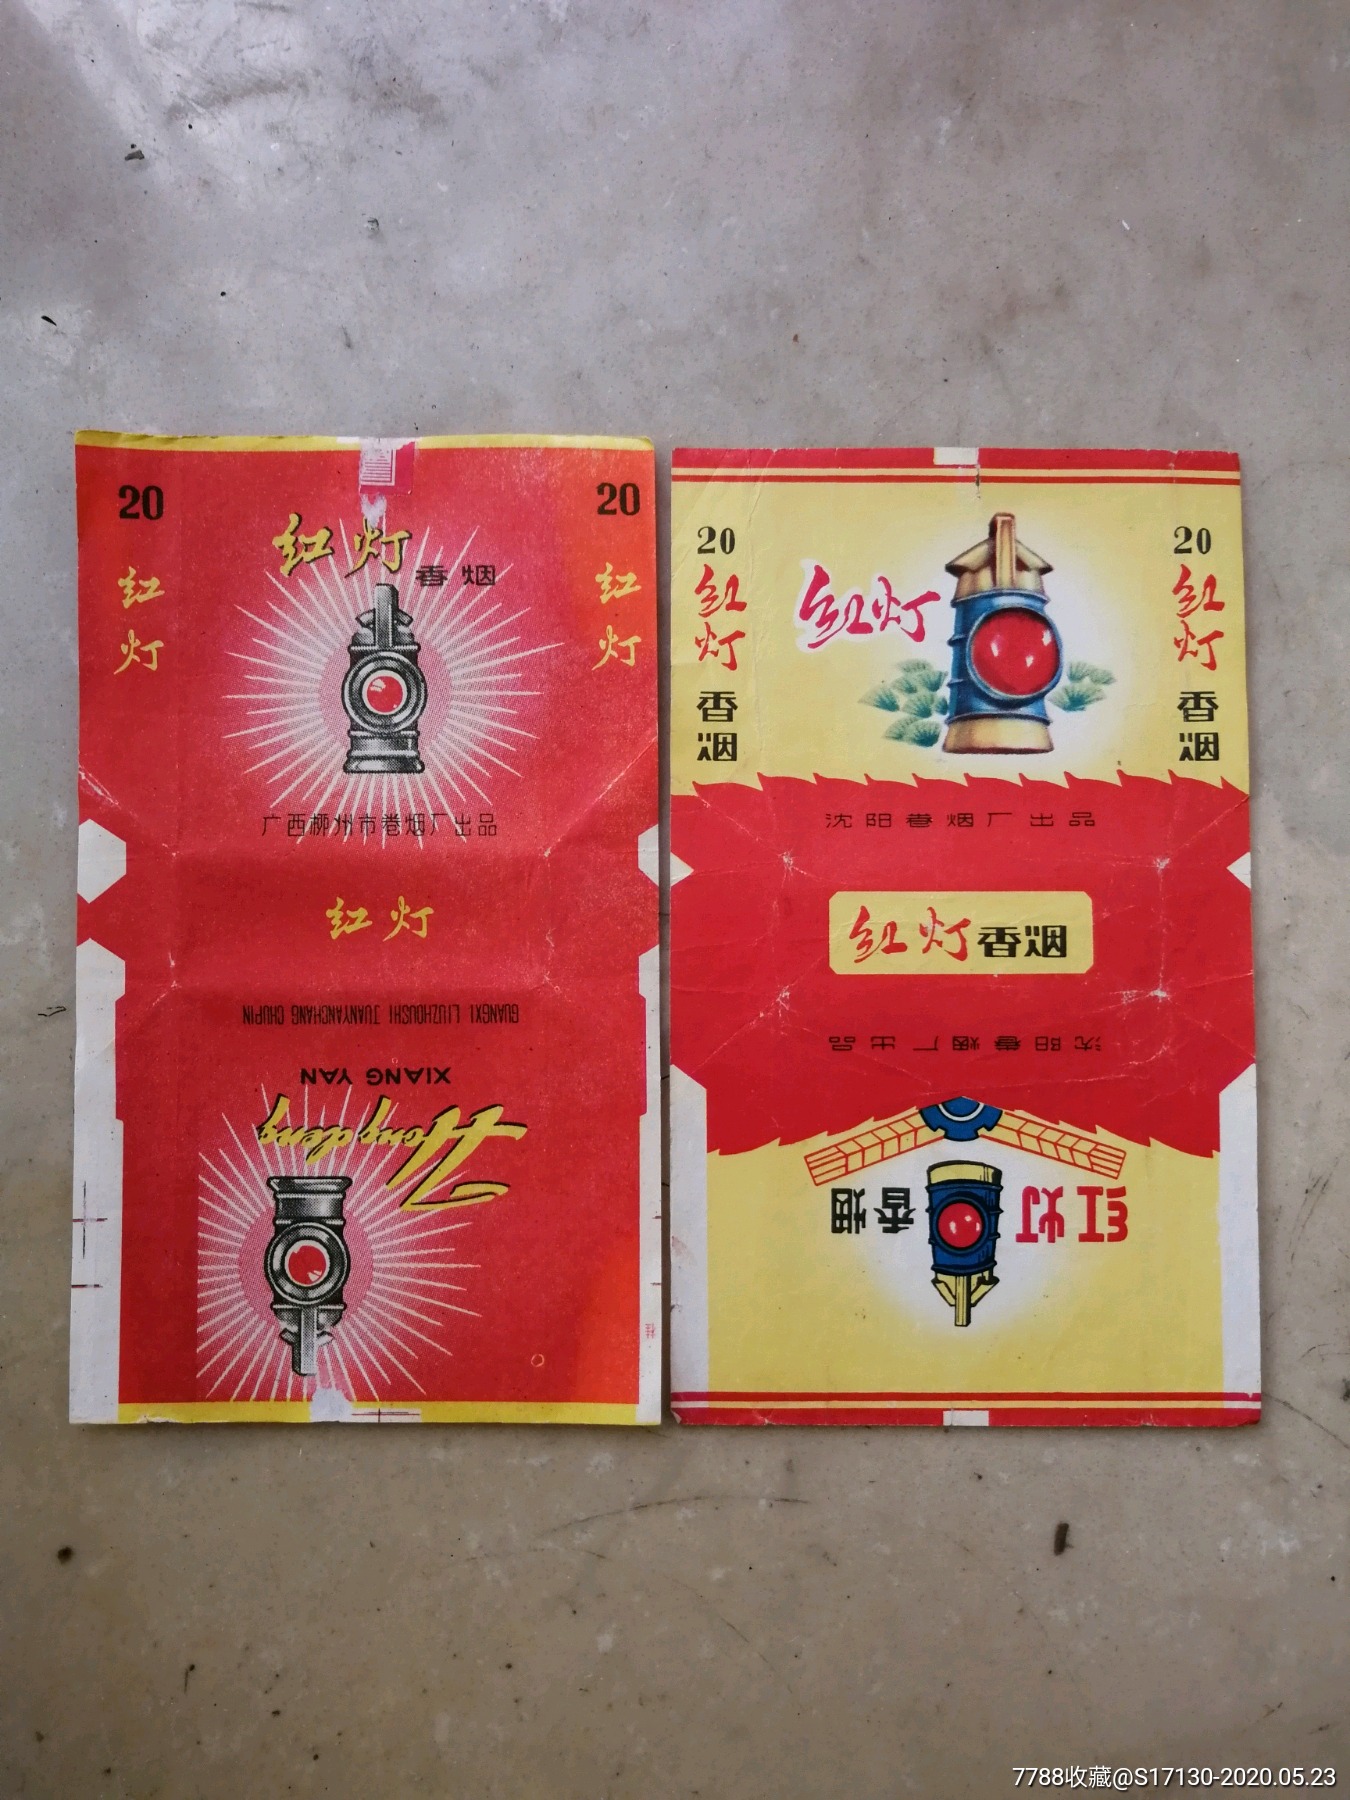 20
20
红灯
香烟
红灯
红灯
广西柳州市卷烟厂出品
红灯
GUANGXI LIUZHOUSHI JUANYANCHANG CHUPIN
XIANG YAN
Hongdeng
20
20
红灯
红灯
香烟
红灯
香烟
沈阳卷烟厂出品
红灯香烟
沈阳卷烟厂出品
红灯 香烟
7788收藏@S17130-2020.05.23